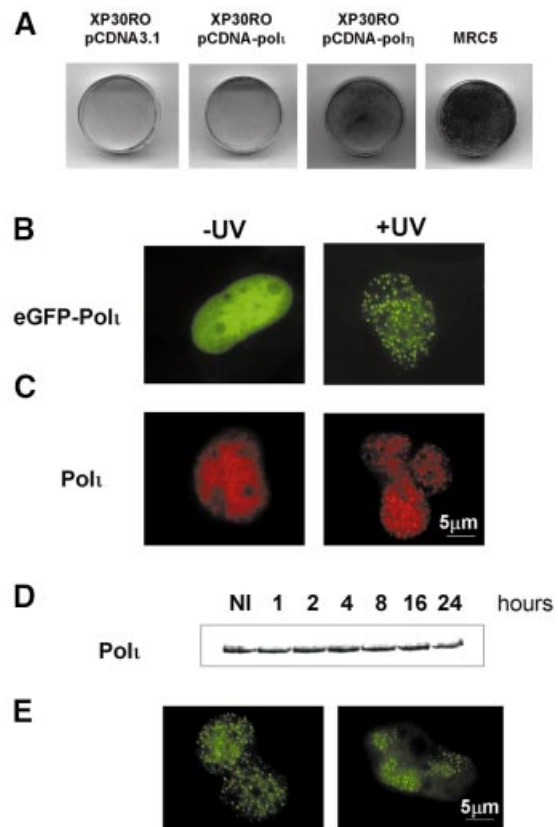 A
XP30RO pCDNA3.1
XP30RO pCDNA-polι
XP30RO pCDNA-polη
MRC5
B
-UV
+UV
eGFP-Polι
C
Polι
5μm
D
NI 1 2 4 8 16 24 hours
Polι
E
5μm